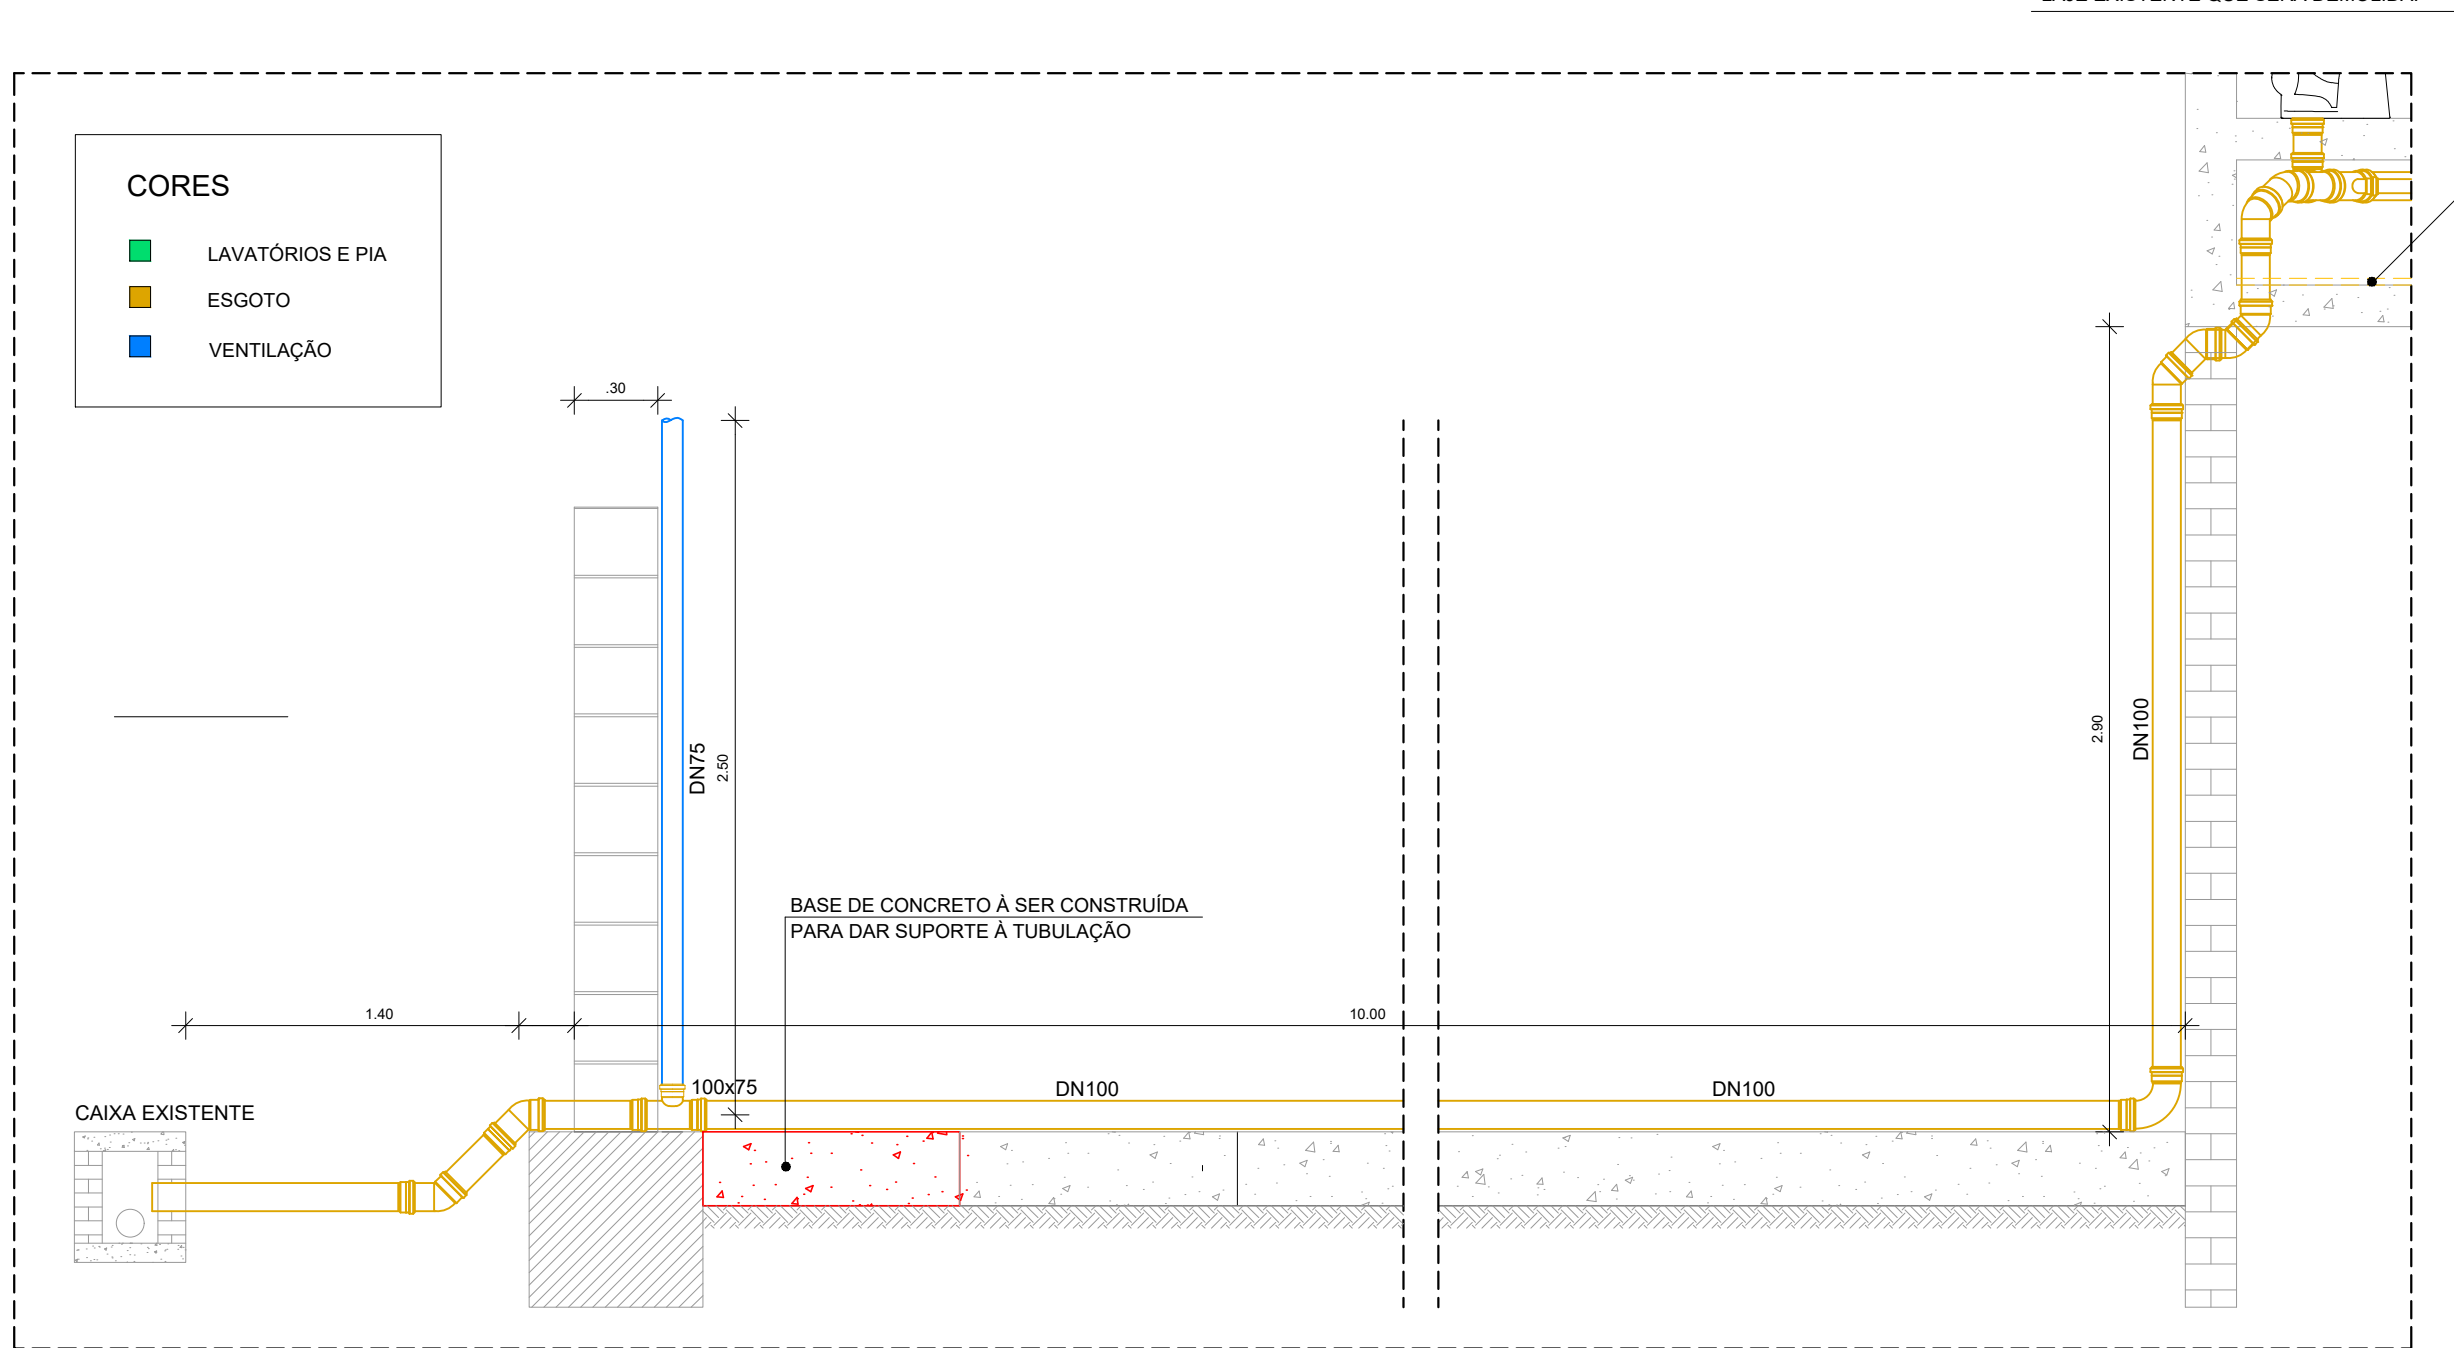 CORES
LAVATÓRIOS E PIA
ESGOTO
VENTILAÇÃO
.30
DN75
2.50
2.90
DN100
BASE DE CONCRETO À SER CONSTRUÍDA
PARA DAR SUPORTE À TUBULAÇÃO
1.40
10.00
100x75
DN100
DN100
CAIXA EXISTENTE